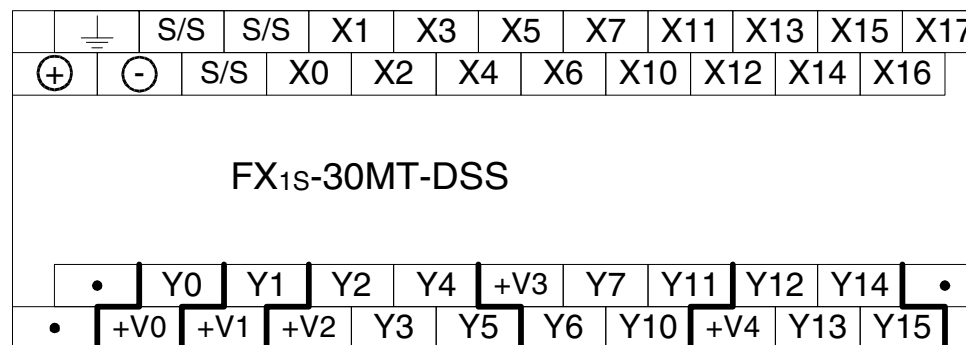 S/S S/S X1 X3 X5 X7 X11 X13 X15 X17
+ - S/S X0 X2 X4 X6 X10 X12 X14 X16
FX1S-30MT-DSS
• Y0 Y1 Y2 Y4 +V3 Y7 Y11 Y12 Y14 •
• +V0 +V1 +V2 Y3 Y5 Y6 Y10 +V4 Y13 Y15